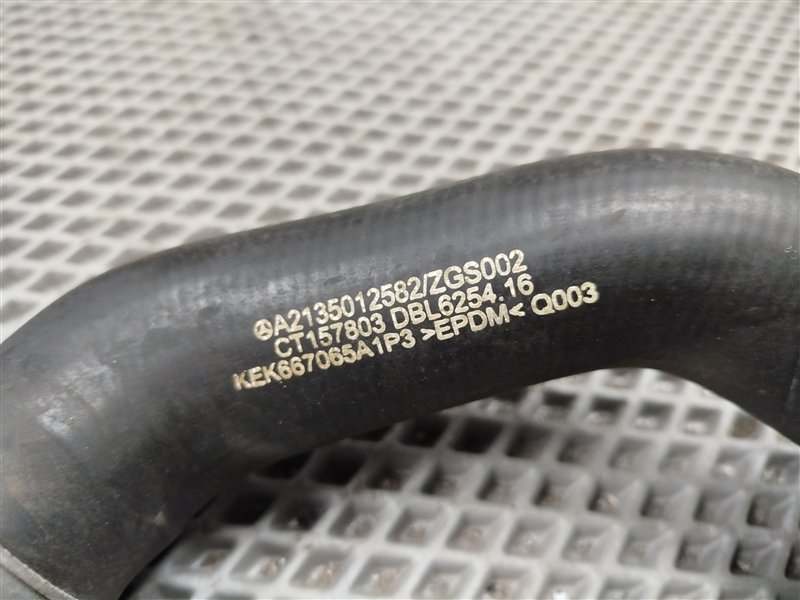 A2135012582/ZGS002
CT157803 DBL6254.16
KEK667065A1P3 >EPDM< Q003